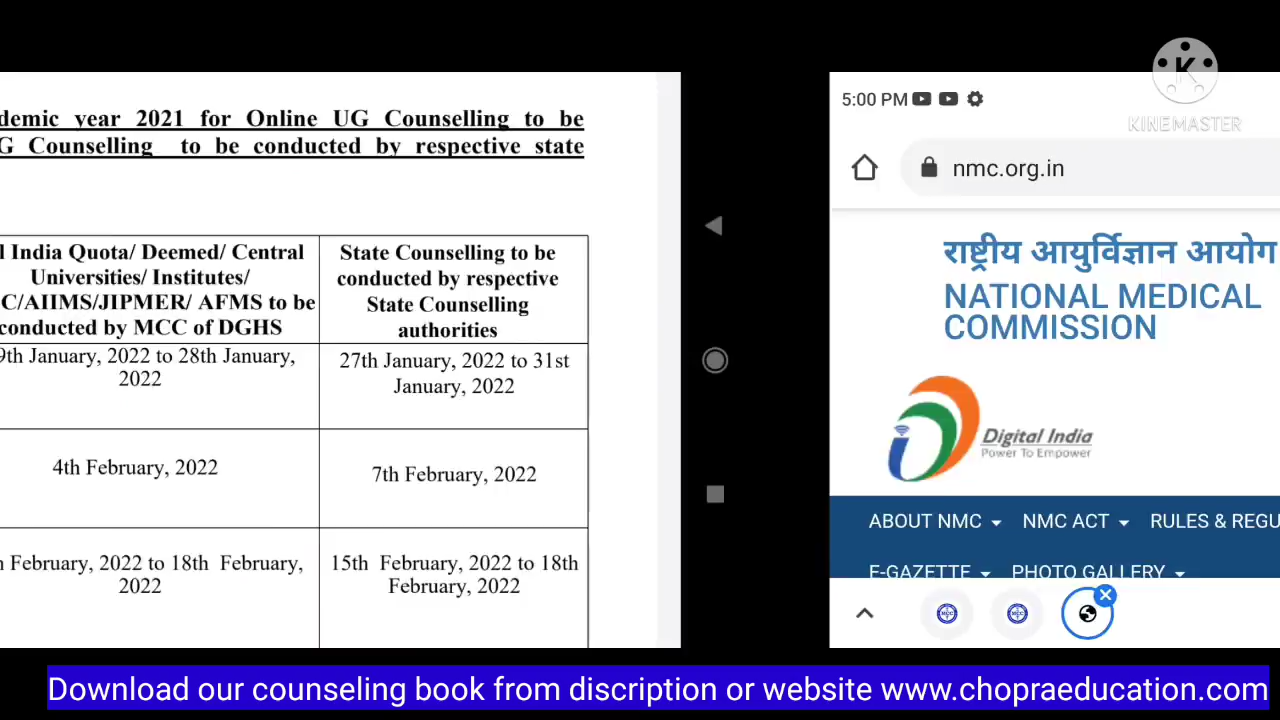 demic year 2021 for Online UG Counselling to be
G Counselling to be conducted by respective state
l India Quota/ Deemed/ Central
Universities/ Institutes/
C/AIIMS/JIPMER/ AFMS to be
conducted by MCC of DGHS
State Counselling to be
conducted by respective
State Counselling
authorities
9th January, 2022 to 28th January,
2022
27th January, 2022 to 31st
January, 2022
4th February, 2022
7th February, 2022
February, 2022 to 18th February,
2022
15th February, 2022 to 18th
February, 2022
5:00 PM
KINEMASTER
nmc.org.in
राष्ट्रीय आयुर्विज्ञान आयोग
NATIONAL MEDICAL
COMMISSION
Digital India
Power To Empower
ABOUT NMC NMC ACT RULES & REGU
E-GAZETTE PHOTO GALLERY
MCC MCC
Download our counseling book from discription or website www.chopraeducation.com